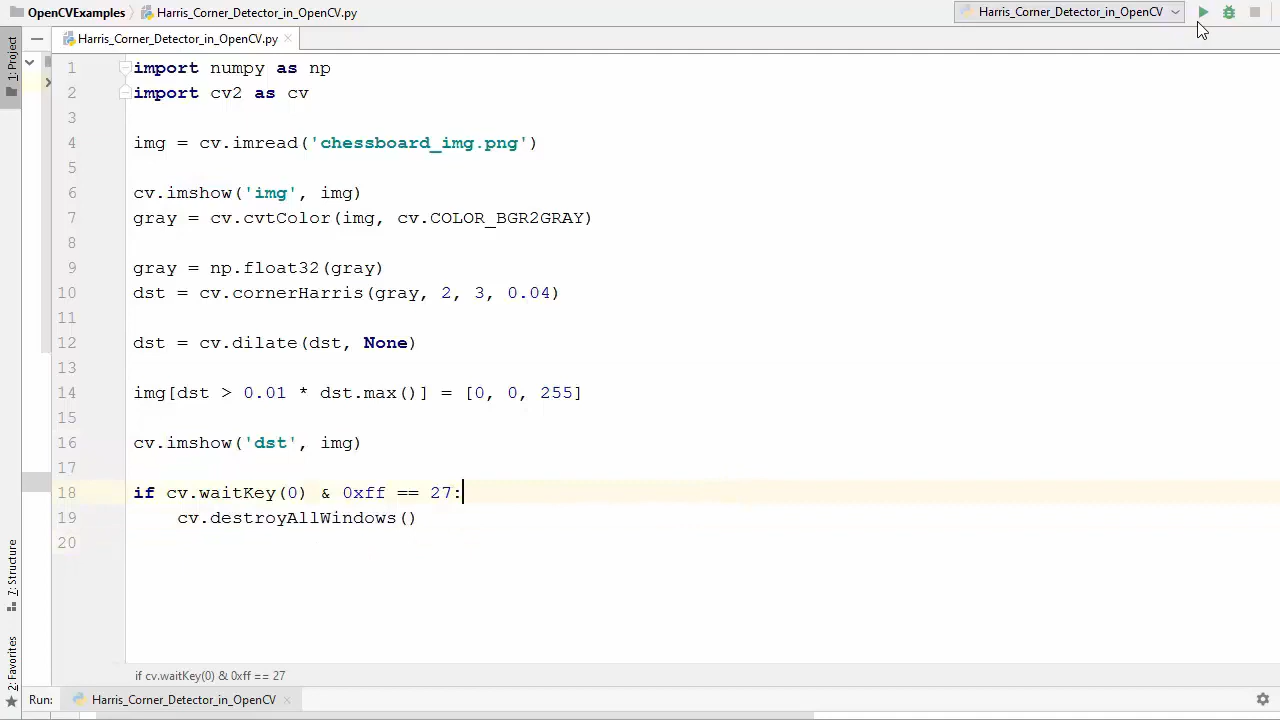 OpenCVExamples Harris_Corner_Detector_in_OpenCV.py Harris_Corner_Detector_in_OpenCV
1: Project Harris_Corner_Detector_in_OpenCV.py
1 import numpy as np
2 import cv2 as cv
3
4 img = cv.imread('chessboard_img.png')
5
6 cv.imshow('img', img)
7 gray = cv.cvtColor(img, cv.COLOR_BGR2GRAY)
8
9 gray = np.float32(gray)
10 dst = cv.cornerHarris(gray, 2, 3, 0.04)
11
12 dst = cv.dilate(dst, None)
13
14 img[dst > 0.01 * dst.max()] = [0, 0, 255]
15
16 cv.imshow('dst', img)
17
18 if cv.waitKey(0) & 0xff == 27:
19 cv.destroyAllWindows()
20
7: Structure
2: Favorites
if cv.waitKey(0) & 0xff == 27
Run: Harris_Corner_Detector_in_OpenCV